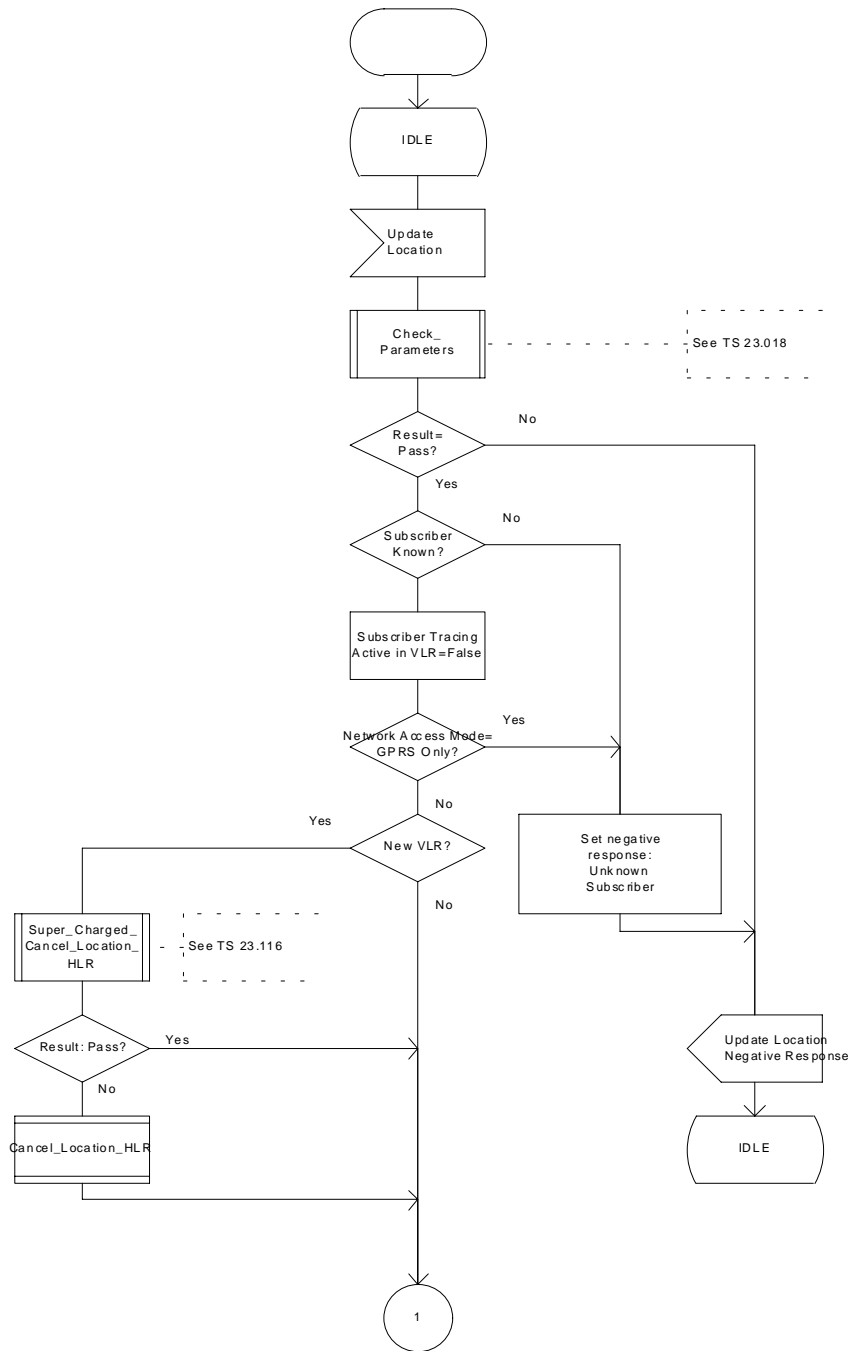 IDLE
Update
Location
Check_
Parameters
See TS 23.018
Result=
Pass?
No
Yes
Subscriber
Known?
No
Subscriber Tracing
Active in VLR=False
Network Access Mode=
GPRS Only?
Yes
No
Yes
New VLR?
Set negative
response:
Unknown
Subscriber
No
Super_Charged_
Cancel_Location_
HLR
See TS 23.116
Result: Pass?
Yes
Update Location
Negative Response
No
Cancel_Location_HLR
IDLE
1